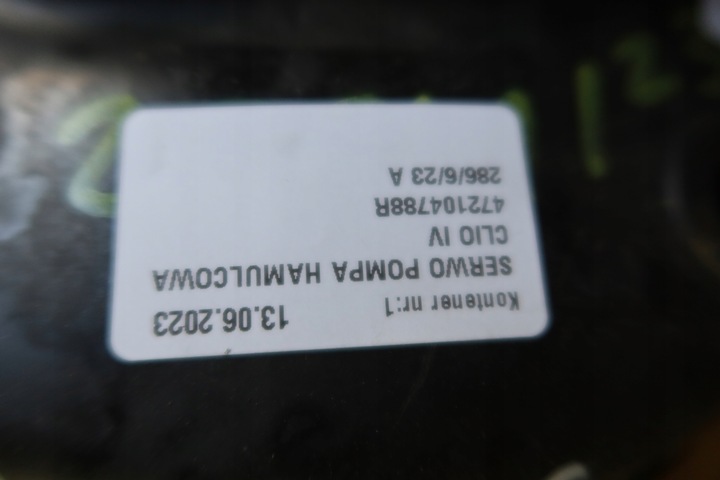 Kontener nr:1 13.06.2023
SERWO POMPA HAMULCOWA
CLIO IV
472104788R
286/6/23 A